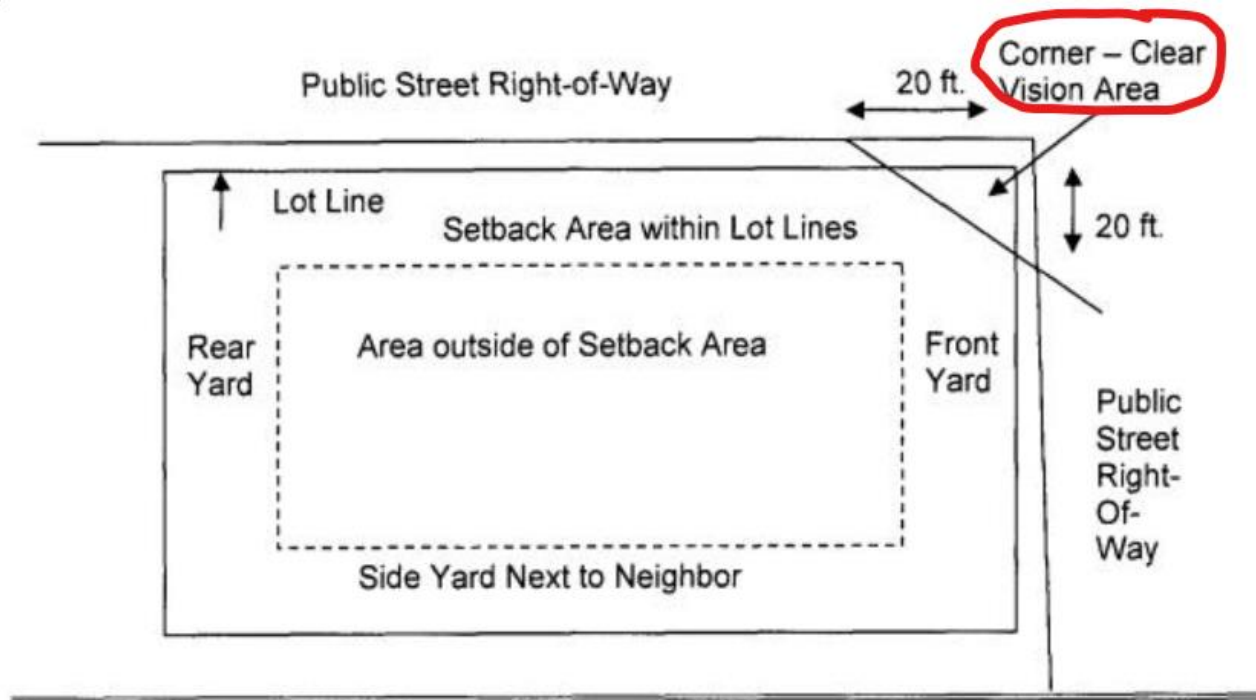 Public Street Right-of-Way
20 ft.
Corner – Clear
Vision Area
Lot Line
Setback Area within Lot Lines
20 ft.
Rear
Yard
Area outside of Setback Area
Front
Yard
Public
Street
Right-
Of-
Way
Side Yard Next to Neighbor